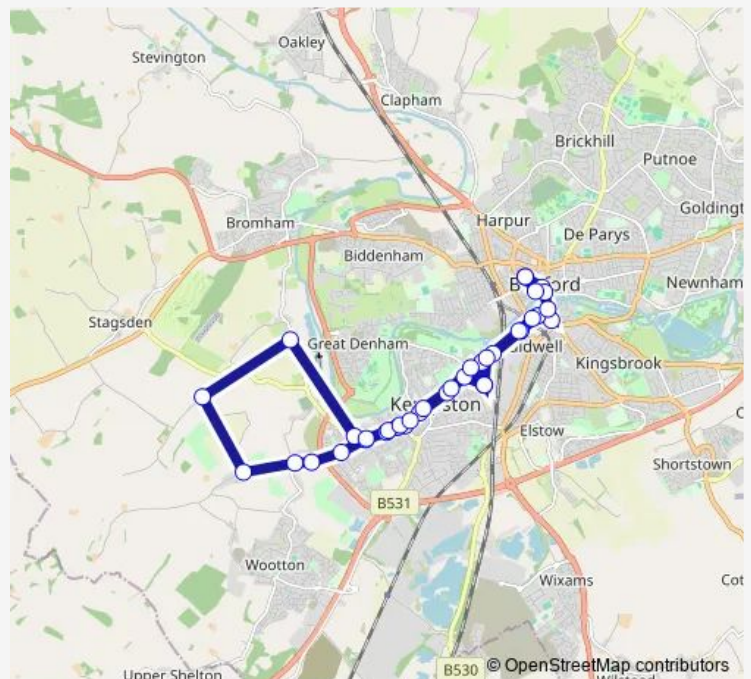 Oakley
Stevington
Clapham
Brickhill
Putnoe
Goldingt
Harpur
Bromham
De Parys
Biddenham
Bedford
Newnham
Stagsden
Great Denham
Kingsbrook
Elstow
Shortstown
B531
Wootton
Wixams
Cot
Upper Shelton
B530
© OpenStreetMap contributors